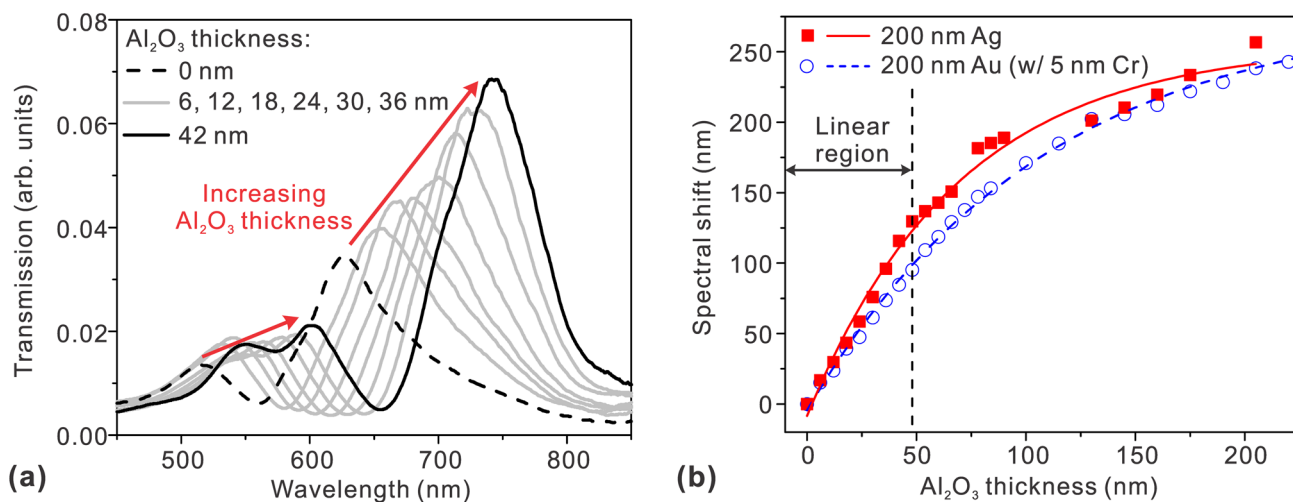 Al₂O₃ thickness:
0 nm
6, 12, 18, 24, 30, 36 nm
42 nm
Increasing
Al₂O₃ thickness
0.08
0.06
0.04
0.02
0.00
Transmission (arb. units)
500
600
700
800
Wavelength (nm)
(a)
200 nm Ag
200 nm Au (w/ 5 nm Cr)
Linear
region
250
200
150
100
50
0
Spectral shift (nm)
0
50
100
150
200
Al₂O₃ thickness (nm)
(b)